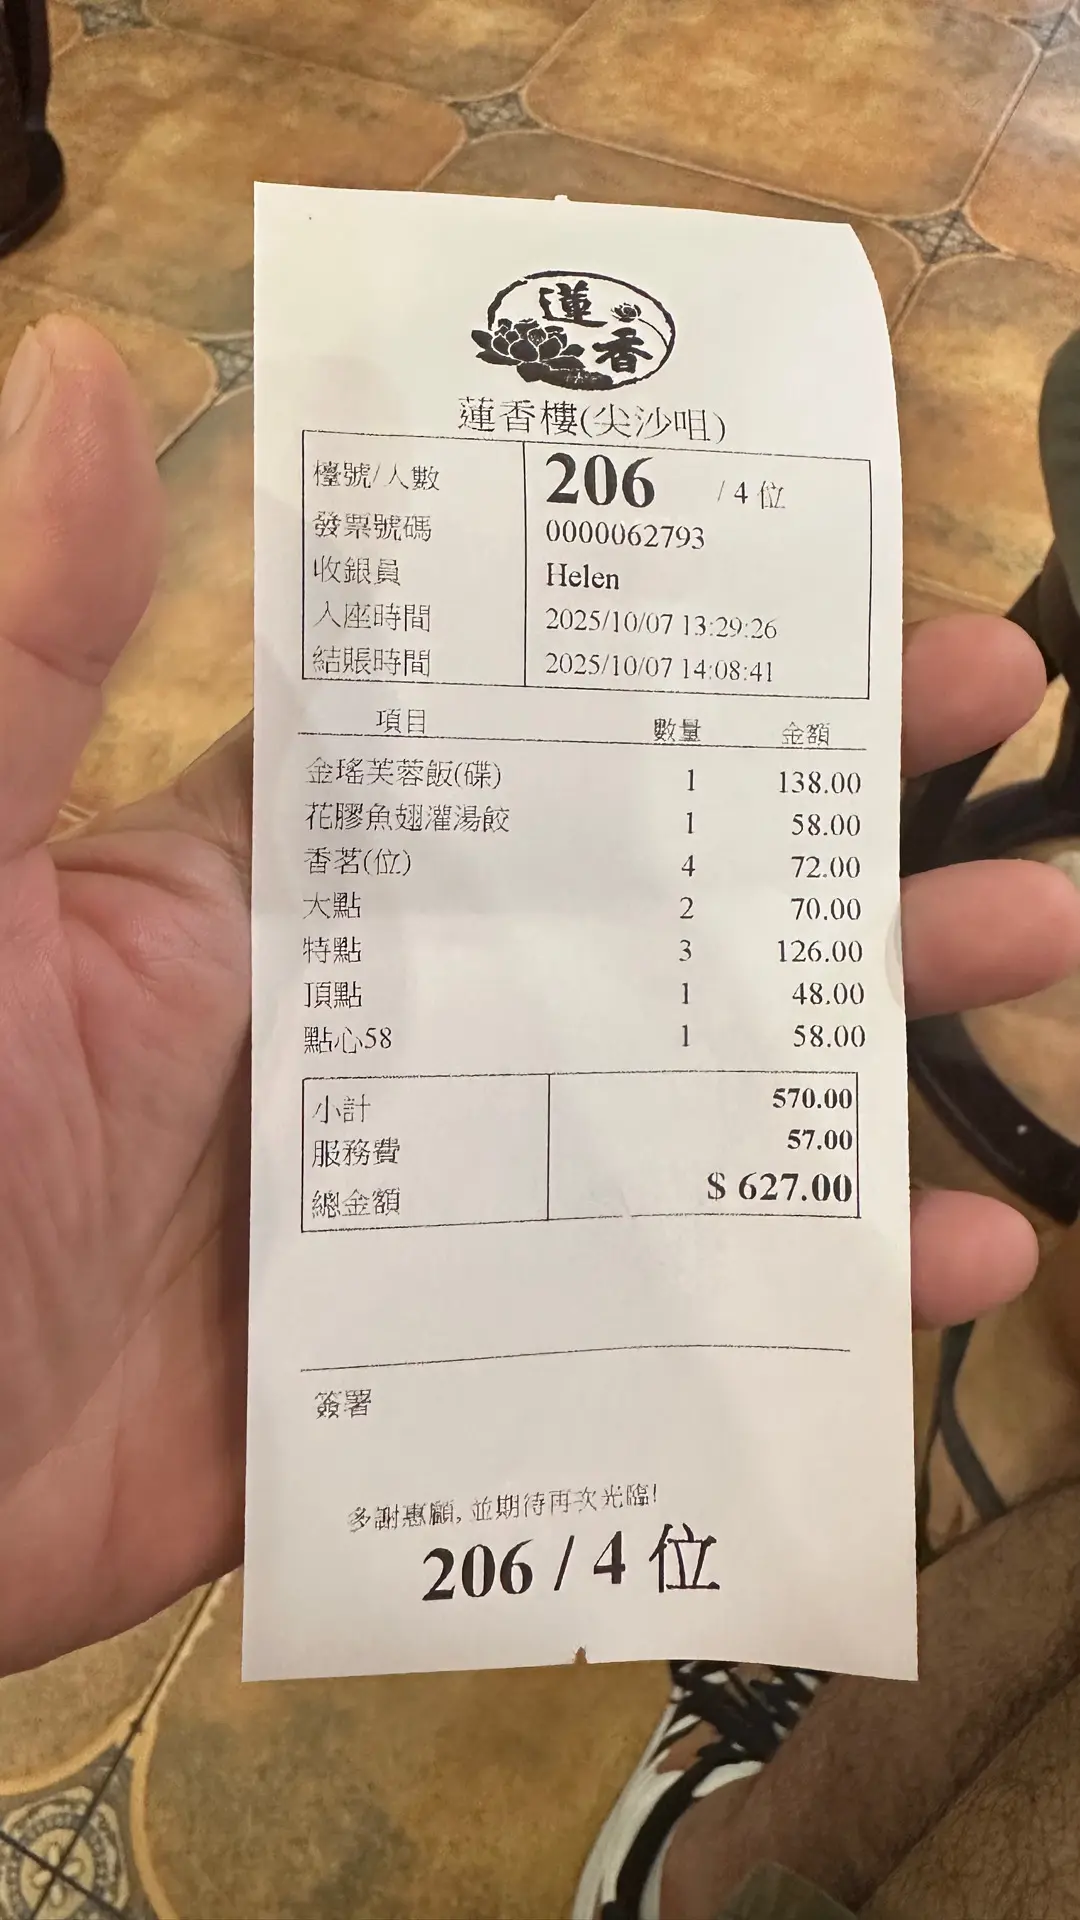 蓮香
蓮香樓(尖沙咀)
檯號/人數 206 / 4 位
發票號碼 0000062793
收銀員 Helen
入座時間 2025/10/07 13:29:26
結賬時間 2025/10/07 14:08:41
項目 數量 金額
金瑤芙蓉飯(碟) 1 138.00
花膠魚翅灌湯餃 1 58.00
香茗(位) 4 72.00
大點 2 70.00
特點 3 126.00
頂點 1 48.00
點心58 1 58.00
小計 570.00
服務費 57.00
總金額 $ 627.00
簽署
多謝惠顧, 並期待再次光臨!
206 / 4 位